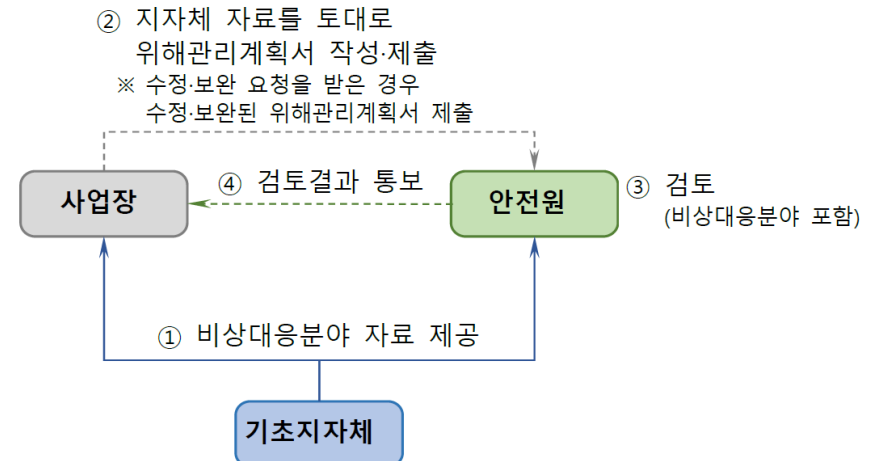 ② 지자체 자료를 토대로
위해관리계획서 작성·제출
※ 수정·보완 요청을 받은 경우
수정·보완된 위해관리계획서 제출
사업장
④ 검토결과 통보
안전원
③ 검토
(비상대응분야 포함)
① 비상대응분야 자료 제공
기초지자체